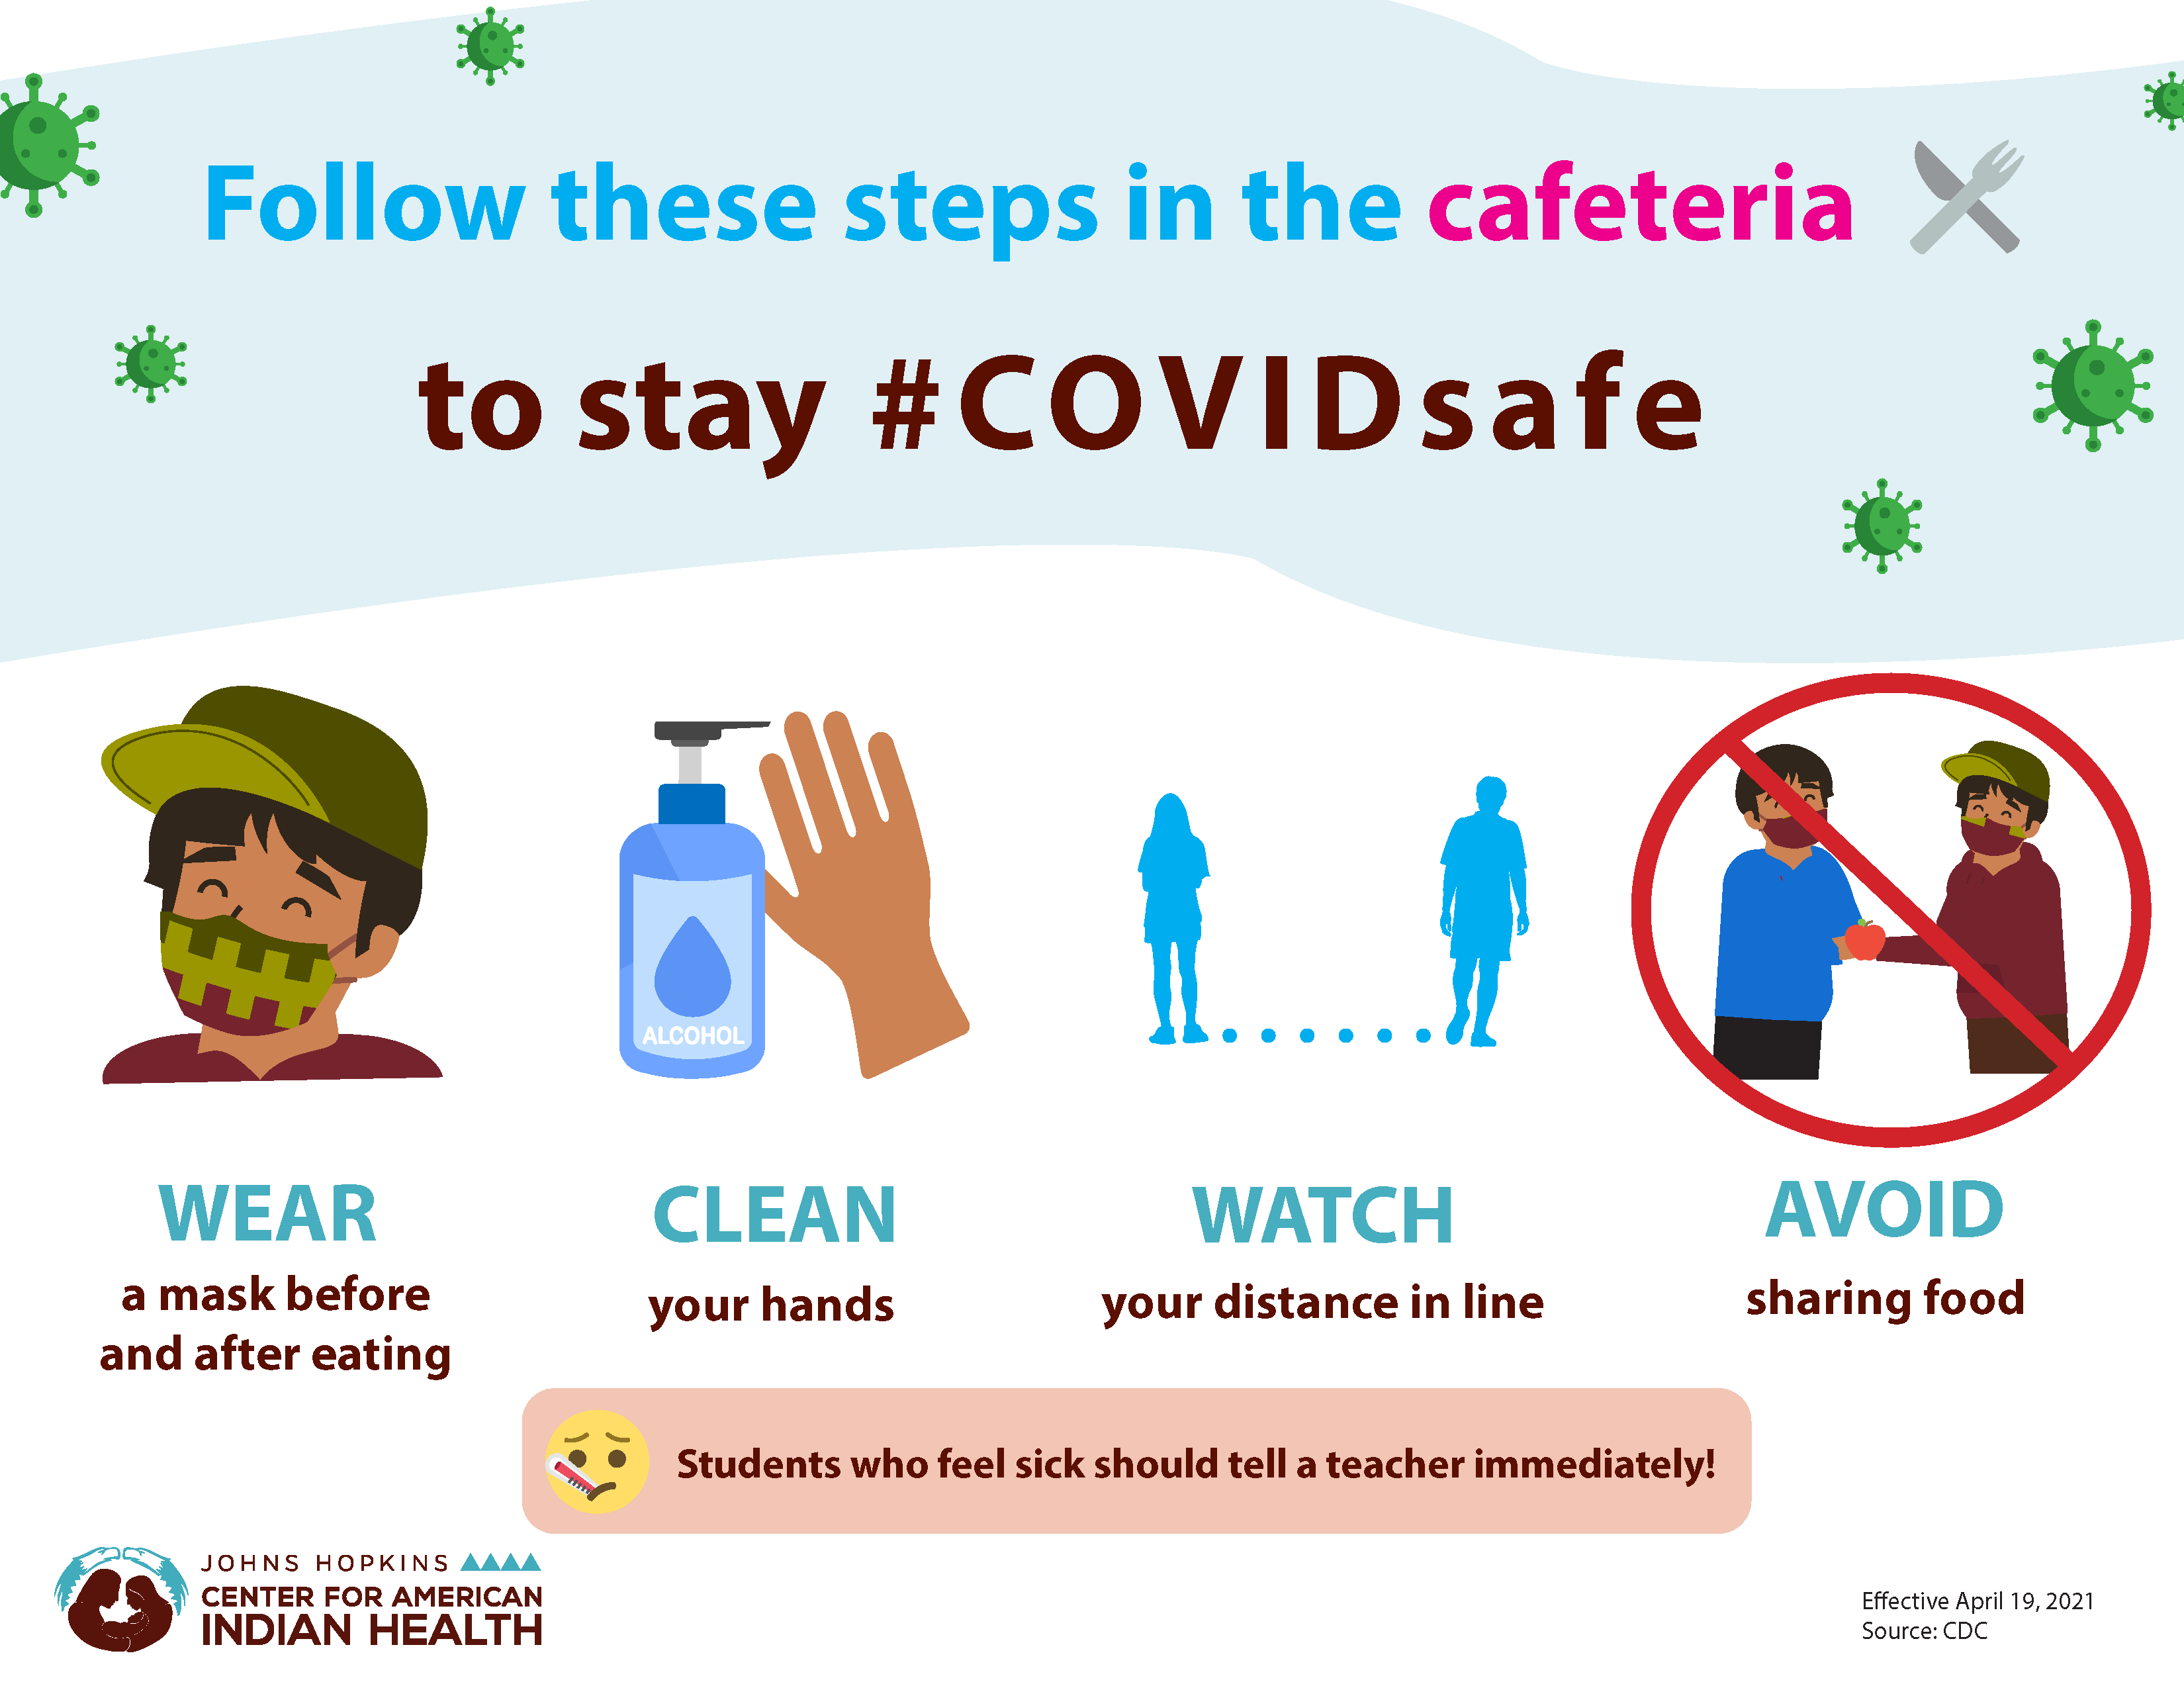 Follow these steps in the cafeteria
to stay #COVIDsafe
ALCOHOL
WEAR
a mask before
and after eating
CLEAN
your hands
WATCH
your distance in line
AVOID
sharing food
Students who feel sick should tell a teacher immediately!
JOHNS HOPKINS
CENTER FOR AMERICAN
INDIAN HEALTH
Effective April 19, 2021
Source: CDC